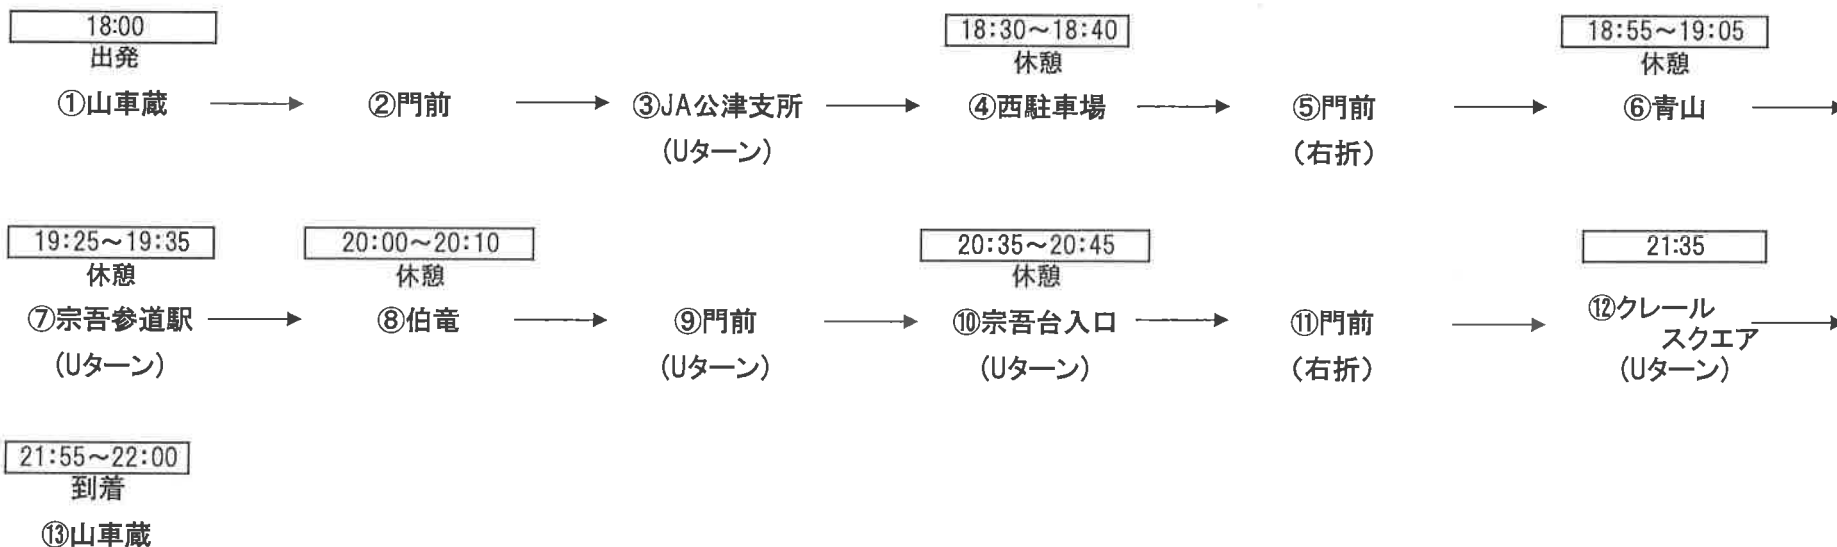 18:00
出発
①山車蔵
②門前
③JA公津支所
(Uターン)
18:30～18:40
休憩
④西駐車場
⑤門前
(右折)
18:55～19:05
休憩
⑥青山
19:25～19:35
休憩
⑦宗吾参道駅
(Uターン)
20:00～20:10
休憩
⑧伯竜
⑨門前
(Uターン)
20:35～20:45
休憩
⑩宗吾台入口
(Uターン)
⑪門前
(右折)
21:35
⑫クレール
スクエア
(Uターン)
21:55～22:00
到着
⑬山車蔵